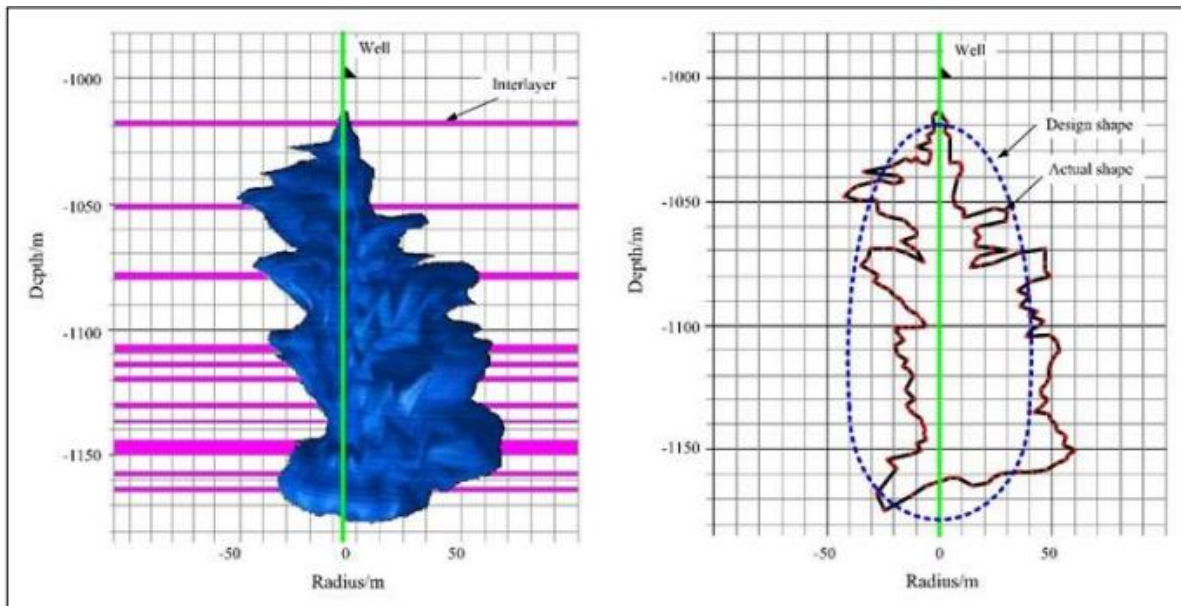 Well
-1000
Interlayer
-1050
Depth/m
-1100
-1150
-50
0
50
Radius/m
Well
-1000
Design shape
Actual shape
-1050
Depth/m
-1100
-1150
-50
0
50
Radius/m